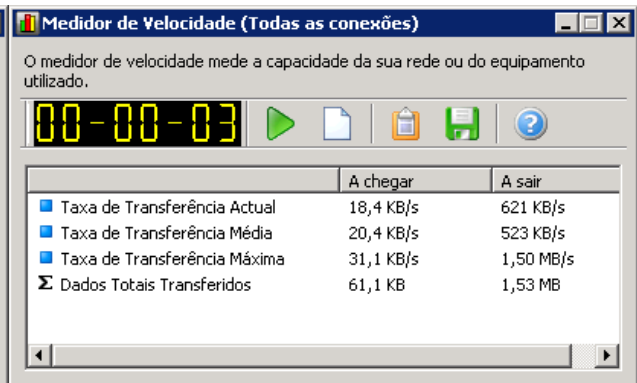 Medidor de Velocidade (Todas as conexões)
O medidor de velocidade mede a capacidade da sua rede ou do equipamento
utilizado.
00-00-03
A chegar A sair
Taxa de Transferência Actual 18,4 KB/s 621 KB/s
Taxa de Transferência Média 20,4 KB/s 523 KB/s
Taxa de Transferência Máxima 31,1 KB/s 1,50 MB/s
Σ Dados Totais Transferidos 61,1 KB 1,53 MB